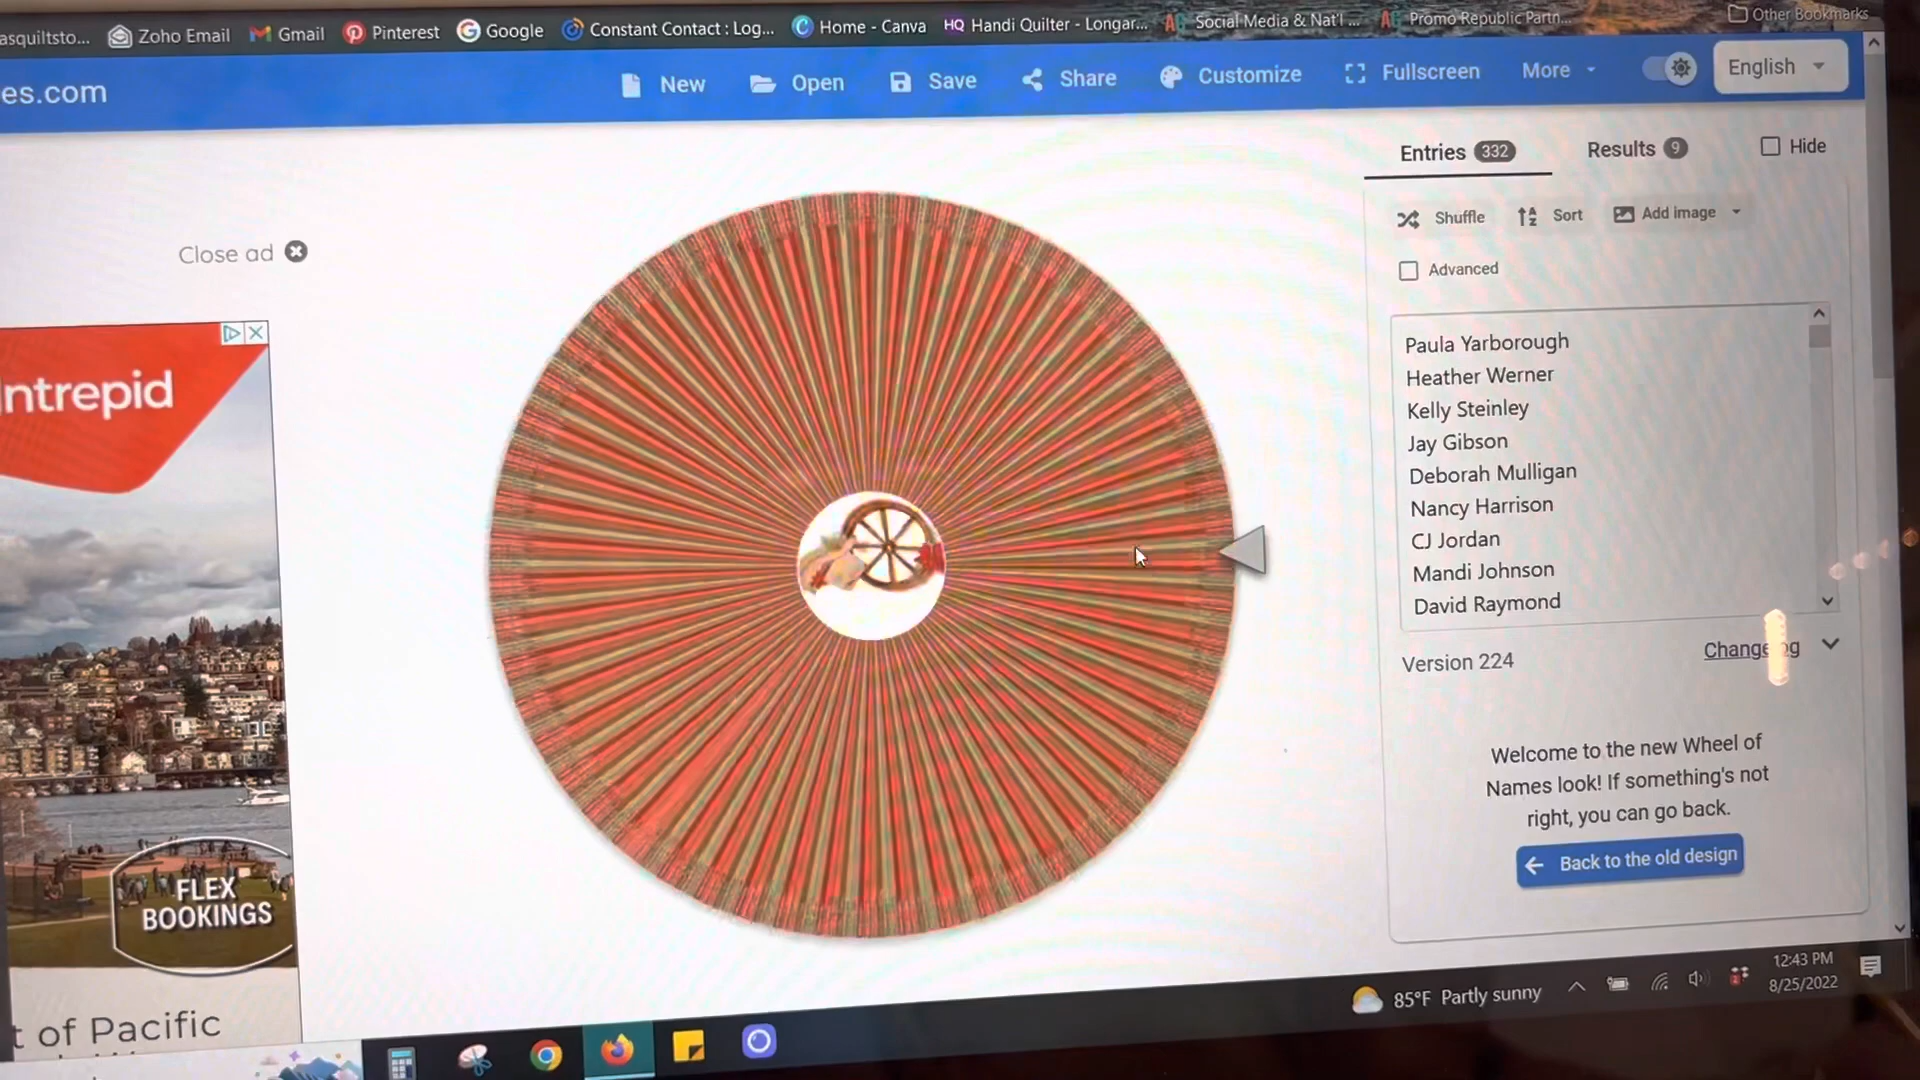 asquiltsto... Zoho Email Gmail Pinterest Google Constant Contact : Log... Home - Canva HQ Handi Quilter - Longar... Social Media & Nat'l ... Promo Republic Partn... Other Bookmarks
es.com New Open Save Share Customize Fullscreen More English
Entries 332 Results 9 Hide
Shuffle Sort Add image
Close ad
Advanced
Paula Yarborough
Heather Werner
Kelly Steinley
Jay Gibson
Deborah Mulligan
Nancy Harrison
CJ Jordan
Mandi Johnson
David Raymond
Intrepid
Version 224
Welcome to the new Wheel of
Names look! If something's not
right, you can go back.
Back to the old design
FLEX
BOOKINGS
t of Pacific
85°F Partly sunny
12:43 PM
8/25/2022